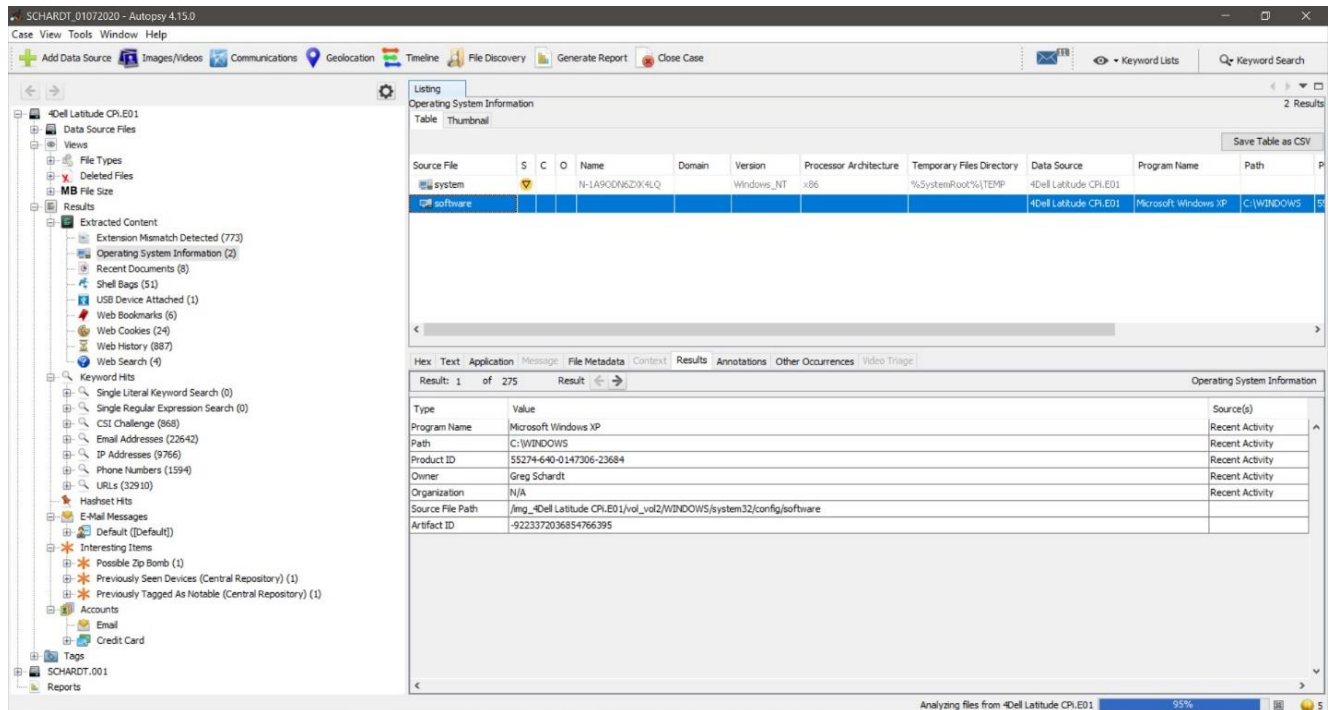 SCHARDT_01072020 - Autopsy 4.15.0
Case View Tools Window Help
Add Data Source Images/Videos Communications Geolocation Timeline File Discovery Generate Report Close Case Keyword Lists Keyword Search
4Dell Latitude CPi.E01
Data Source Files
Views
File Types
Deleted Files
MB File Size
Results
Extracted Content
Extension Mismatch Detected (773)
Operating System Information (2)
Recent Documents (8)
Shell Bags (51)
USB Device Attached (1)
Web Bookmarks (6)
Web Cookies (24)
Web History (887)
Web Search (4)
Keyword Hits
Single Literal Keyword Search (0)
Single Regular Expression Search (0)
CSI Challenge (868)
Email Addresses (22642)
IP Addresses (9766)
Phone Numbers (1594)
URLs (32910)
Hashset Hits
E-Mail Messages
Default ([Default])
Interesting Items
Possible Zip Bomb (1)
Previously Seen Devices (Central Repository) (1)
Previously Tagged As Notable (Central Repository) (1)
Accounts
Email
Credit Card
Tags
SCHARDT.001
Reports
Listing
Operating System Information 2 Results
Table Thumbnail
Save Table as CSV
Source File S C O Name Domain Version Processor Architecture Temporary Files Directory Data Source Program Name Path P
system N-1A9ODN6ZXK4LQ Windows_NT x86 %SystemRoot%\TEMP 4Dell Latitude CPi.E01
software 4Dell Latitude CPi.E01 Microsoft Windows XP C:\WINDOWS 55
Hex Text Application Message File Metadata Context Results Annotations Other Occurrences Video Triage
Result: 1 of 275 Result Operating System Information
Type Value Source(s)
Program Name Microsoft Windows XP Recent Activity
Path C:\WINDOWS Recent Activity
Product ID 55274-640-0147306-23684 Recent Activity
Owner Greg Schardt Recent Activity
Organization N/A Recent Activity
Source File Path /img_4Dell Latitude CPi.E01/vol_vol2/WINDOWS/system32/config/software
Artifact ID -9223372036854766395
Analyzing files from 4Dell Latitude CPi.E01 95% 5